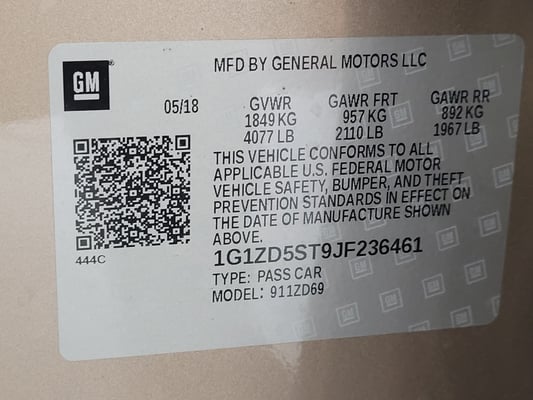 GM
MFD BY GENERAL MOTORS LLC
05/18 GVWR GAWR FRT GAWR RR
1849 KG 957 KG 892 KG
4077 LB 2110 LB 1967 LB
THIS VEHICLE CONFORMS TO ALL
APPLICABLE U.S. FEDERAL MOTOR
VEHICLE SAFETY, BUMPER, AND THEFT
PREVENTION STANDARDS IN EFFECT ON
THE DATE OF MANUFACTURE SHOWN
ABOVE.
444C
1G1ZD5ST9JF236461
TYPE: PASS CAR
MODEL: 911ZD69